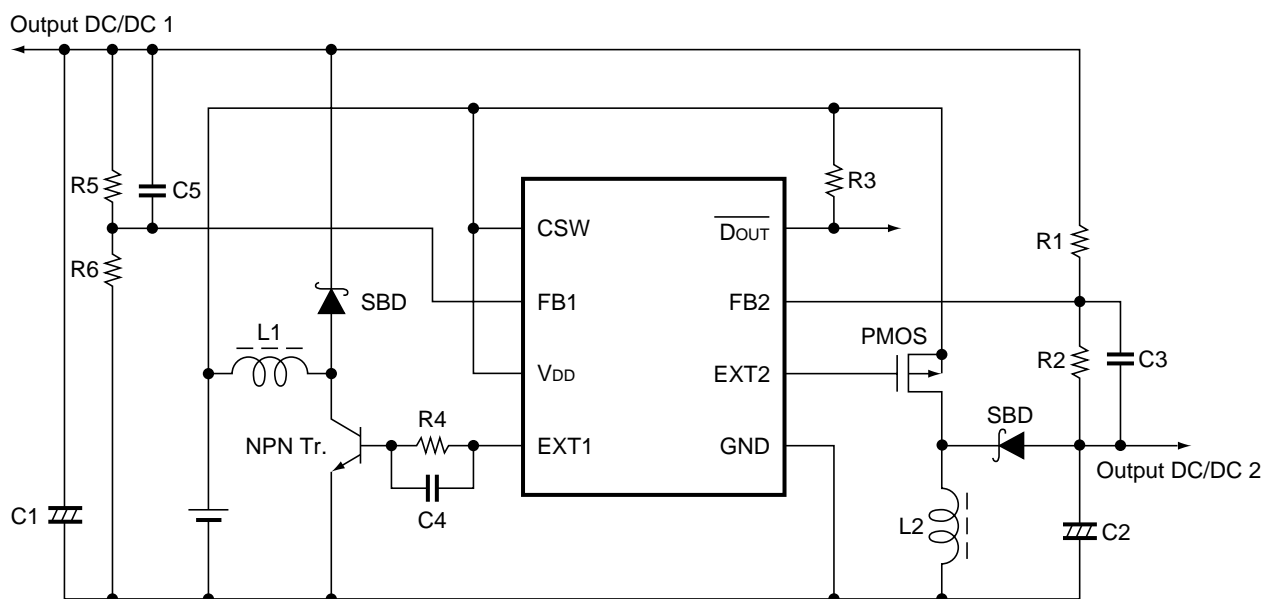 Output DC/DC 1
R5
C5
R3
CSW
DOUT
R1
R6
SBD
FB1
FB2
L1
PMOS
VDD
EXT2
R2
C3
R4
SBD
NPN Tr.
EXT1
GND
Output DC/DC 2
C4
C1
L2
C2